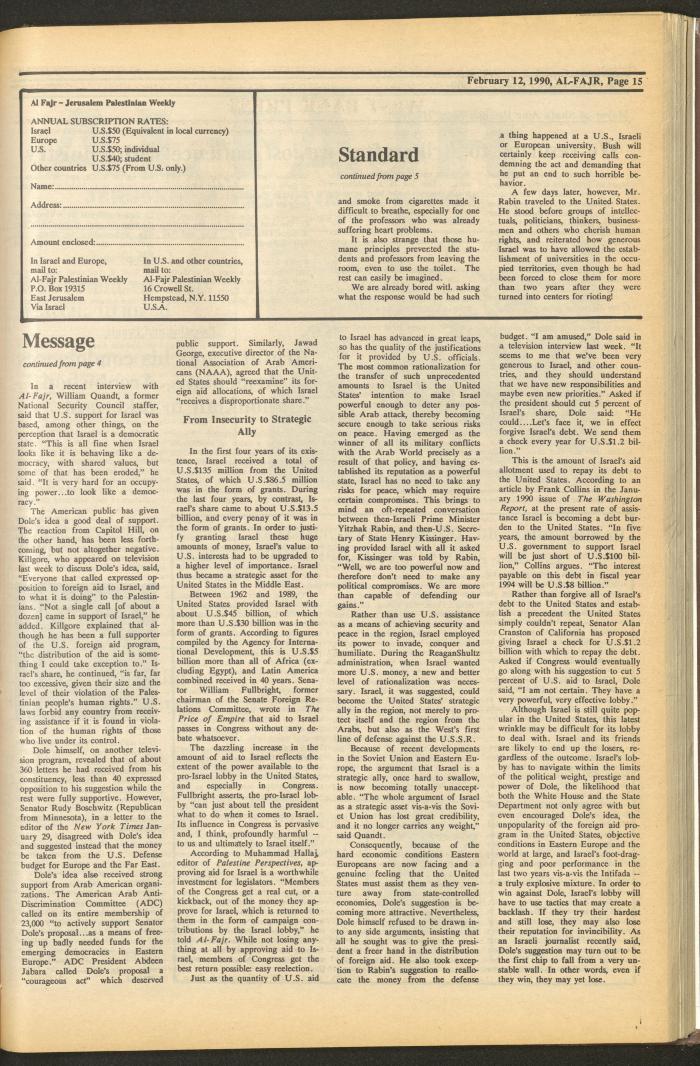 February 12, 1990, AL-FAJR, Page 15
Al Fajr – Jerusalem Palestinian Weekly
ANNUAL SUBSCRIPTION RATES:
Israel U.S.$50 (Equivalent in local currency)
Europe U.S.$75
U.S. U.S.$50; individual
U.S.$40; student
Other countries U.S.$75 (From U.S. only.)
Name:
Address:
Amount enclosed:
In Israel and Europe,
mail to:
Al-Fajr Palestinian Weekly
P.O. Box 19315
East Jerusalem
Via Israel
In U.S. and other countries,
mail to:
Al-Fajr Palestinian Weekly
16 Crowell St.
Hempstead, N.Y. 11550
U.S.A.
Standard
continued from page 5
and smoke from cigarettes made it
difficult to breathe, especially for one
of the professors who was already
suffering heart problems.
It is also strange that those hu-
mane principles prevented the stu-
dents and professors from leaving the
room, even to use the toilet. The
rest can easily be imagined.
We are already bored with asking
what the response would be had such
a thing happened at a U.S., Israeli
or European university. Bush will
certainly keep receiving calls con-
demning the act and demanding that
he put an end to such horrible be-
havior.
A few days later, however, Mr.
Rabin traveled to the United States.
He stood before groups of intellec-
tuals, politicians, thinkers, business-
men and others who cherish human
rights, and reiterated how generous
Israel was to have allowed the estab-
lishment of universities in the occu-
pied territories, even though he had
been forced to close them for more
than two years after they were
turned into centers for rioting!
Message
continued from page 4
In a recent interview with
Al-Fajr, William Quandt, a former
National Security Council staffer,
said that U.S. support for Israel was
based, among other things, on the
perception that Israel is a democratic
state. “This is all fine when Israel
looks like it is behaving like a de-
mocracy, with shared values, but
some of that has been eroded,” he
said. “It is very hard for an occupy-
ing power...to look like a democ-
racy.”
The American public has given
Dole's idea a good deal of support.
The reaction from Capitol Hill, on
the other hand, has been less forth-
coming, but not altogether negative.
Killgore, who appeared on television
last week to discuss Dole's idea, said,
“Everyone that called expressed op-
position to foreign aid to Israel, and
to what it is doing” to the Palestin-
ians. “Not a single call [of about a
dozen] came in support of Israel,” he
added. Killgore explained that al-
though he has been a full supporter
of the U.S. foreign aid program,
“the distribution of the aid is some-
thing I could take exception to.” Is-
rael's share, he continued, “is far, far
too excessive, given their size and the
level of their violation of the Pales-
tinian people's human rights.” U.S.
laws forbid any country from receiv-
ing assistance if it is found in viola-
tion of the human rights of those
who live under its control.
Dole himself, on another televi-
sion program, revealed that of about
360 letters he had received from his
constituency, less than 40 expressed
opposition to his suggestion while the
rest were fully supportive. However,
Senator Rudy Boschwitz (Republican
from Minnesota), in a letter to the
editor of the New York Times Jan-
uary 29, disagreed with Dole's idea
and suggested instead that the money
be taken from the U.S. Defense
budget for Europe and the Far East.
Dole's idea also received strong
support from Arab American organi-
zations. The American Arab Anti-
Discrimination Committee (ADC)
called on its entire membership of
23,000 “to actively support Senator
Dole's proposal...as a means of free-
ing up badly needed funds for the
emerging democracies in Eastern
Europe.” ADC President Abdeen
Jabara called Dole's proposal a
“courageous act” which deserved
public support. Similarly, Jawad
George, executive director of the Na-
tional Association of Arab Ameri-
cans (NAAA), agreed that the Unit-
ed States should “reexamine” its for-
eign aid allocations, of which Israel
“receives a disproportionate share.”
From Insecurity to Strategic
Ally
In the first four years of its exis-
tence, Israel received a total of
U.S.$135 million from the United
States, of which U.S.$86.5 million
was in the form of grants. During
the last four years, by contrast, Is-
rael's share came to about U.S.$13.5
billion, and every penny of it was in
the form of grants. In order to justi-
fy granting Israel these huge
amounts of money, Israel's value to
U.S. interests had to be upgraded to
a higher level of importance. Israel
thus became a strategic asset for the
United States in the Middle East.
Between 1962 and 1989, the
United States provided Israel with
about U.S.$45 billion, of which
more than U.S.$30 billion was in the
form of grants. According to figures
compiled by the Agency for Interna-
tional Development, this is U.S.$5
billion more than all of Africa (ex-
cluding Egypt), and Latin America
combined received in 40 years. Sena-
tor William Fullbright, former
chairman of the Senate Foreign Re-
lations Committee, wrote in The
Price of Empire that aid to Israel
passes in Congress without any de-
bate whatsoever.
The dazzling increase in the
amount of aid to Israel reflects the
extent of the power available to the
pro-Israel lobby in the United States,
and especially in Congress.
Fullbright asserts, the pro-Israel lob-
by “can just about tell the president
what to do when it comes to Israel.
Its influence in Congress is pervasive
and, I think, profoundly harmful --
to us and ultimately to Israel itself.”
According to Muhammad Hallaj,
editor of Palestine Perspectives, ap-
proving aid for Israel is a worthwhile
investment for legislators. “Members
of the Congress get a real cut, or a
kickback, out of the money they ap-
prove for Israel, which is returned to
them in the form of campaign con-
tributions by the Israel lobby,” he
told Al-Fajr. While not losing any-
thing at all by approving aid to Is-
rael, members of Congress get the
best return possible: easy reelection.
Just as the quantity of U.S. aid
to Israel has advanced in great leaps,
so has the quality of the justifications
for it provided by U.S. officials.
The most common rationalization for
the transfer of such unprecedented
amounts to Israel is the United
States' intention to make Israel
powerful enough to deter any pos-
sible Arab attack, thereby becoming
secure enough to take serious risks
on peace. Having emerged as the
winner of all its military conflicts
with the Arab World precisely as a
result of that policy, and having es-
tablished its reputation as a powerful
state, Israel has no need to take any
risks for peace, which may require
certain compromises. This brings to
mind an oft-repeated conversation
between then-Israeli Prime Minister
Yitzhak Rabin, and then-U.S. Secre-
tary of State Henry Kissinger. Hav-
ing provided Israel with all it asked
for, Kissinger was told by Rabin,
“Well, we are too powerful now and
therefore don't need to make any
political compromises. We are more
than capable of defending our
gains.”
Rather than use U.S. assistance
as a means of achieving security and
peace in the region, Israel employed
its power to invade, conquer and
humiliate. During the ReaganShultz
administration, when Israel wanted
more U.S. money, a new and better
level of rationalization was neces-
sary. Israel, it was suggested, could
become the United States' strategic
ally in the region, not merely to pro-
tect itself and the region from the
Arabs, but also as the West's first
line of defense against the U.S.S.R.
Because of recent developments
in the Soviet Union and Eastern Eu-
rope, the argument that Israel is a
strategic ally, once hard to swallow,
is now becoming totally unaccept-
able. “The whole argument of Israel
as a strategic asset vis-a-vis the Sovi-
et Union has lost great credibility,
and it no longer carries any weight,”
said Quandt.
Consequently, because of the
hard economic conditions Eastern
Europeans are now facing and a
genuine feeling that the United
States must assist them as they ven-
ture away from state-controlled
economies, Dole's suggestion is be-
coming more attractive. Nevertheless,
Dole himself refused to be drawn in-
to any side arguments, insisting that
all he sought was to give the presi-
dent a freer hand in the distribution
of foreign aid. He also took excep-
tion to Rabin's suggestion to reallo-
cate the money from the defense
budget. “I am amused,” Dole said in
a television interview last week. “It
seems to me that we've been very
generous to Israel, and other coun-
tries, and they should understand
that we have new responsibilities and
maybe even new priorities.” Asked if
the president should cut 5 percent of
Israel's share, Dole said: “He
could....Let's face it, we in effect
forgive Israel's debt. We send them
a check every year for U.S.$1.2 bil-
lion.”
This is the amount of Israel's aid
allotment used to repay its debt to
the United States. According to an
article by Frank Collins in the Janu-
ary 1990 issue of The Washington
Report, at the present rate of assis-
tance Israel is becoming a debt bur-
den to the United States. “In five
years, the amount borrowed by the
U.S. government to support Israel
will be just short of U.S.$100 bil-
lion,” Collins argues. “The interest
payable on this debt in fiscal year
1994 will be U.S.$8 billion.”
Rather than forgive all of Israel's
debt to the United States and estab-
lish a precedent the United States
simply couldn't repeat, Senator Alan
Cranston of California has proposed
giving Israel a check for U.S.$1.2
billion with which to repay the debt.
Asked if Congress would eventually
go along with his suggestion to cut 5
percent of U.S. aid to Israel, Dole
said, “I am not certain. They have a
very powerful, very effective lobby.”
Although Israel is still quite pop-
ular in the United States, this latest
wrinkle may be difficult for its lobby
to deal with. Israel and its friends
are likely to end up the losers, re-
gardless of the outcome. Israel's lob-
by has to navigate within the limits
of the political weight, prestige and
power of Dole, the likelihood that
both the White House and the State
Department not only agree with but
even encouraged Dole's idea, the
unpopularity of the foreign aid pro-
gram in the United States, objective
conditions in Eastern Europe and the
world at large, and Israel's foot-drag-
ging and poor performance in the
last two years vis-a-vis the Intifada --
a truly explosive mixture. In order to
win against Dole, Israel's lobby will
have to use tactics that may create a
backlash. If they try their hardest
and still lose, they may also lose
their reputation for invincibility. As
an Israeli journalist recently said,
Dole's suggestion may turn out to be
the first chip to fall from a very un-
stable wall. In other words, even if
they win, they may yet lose.